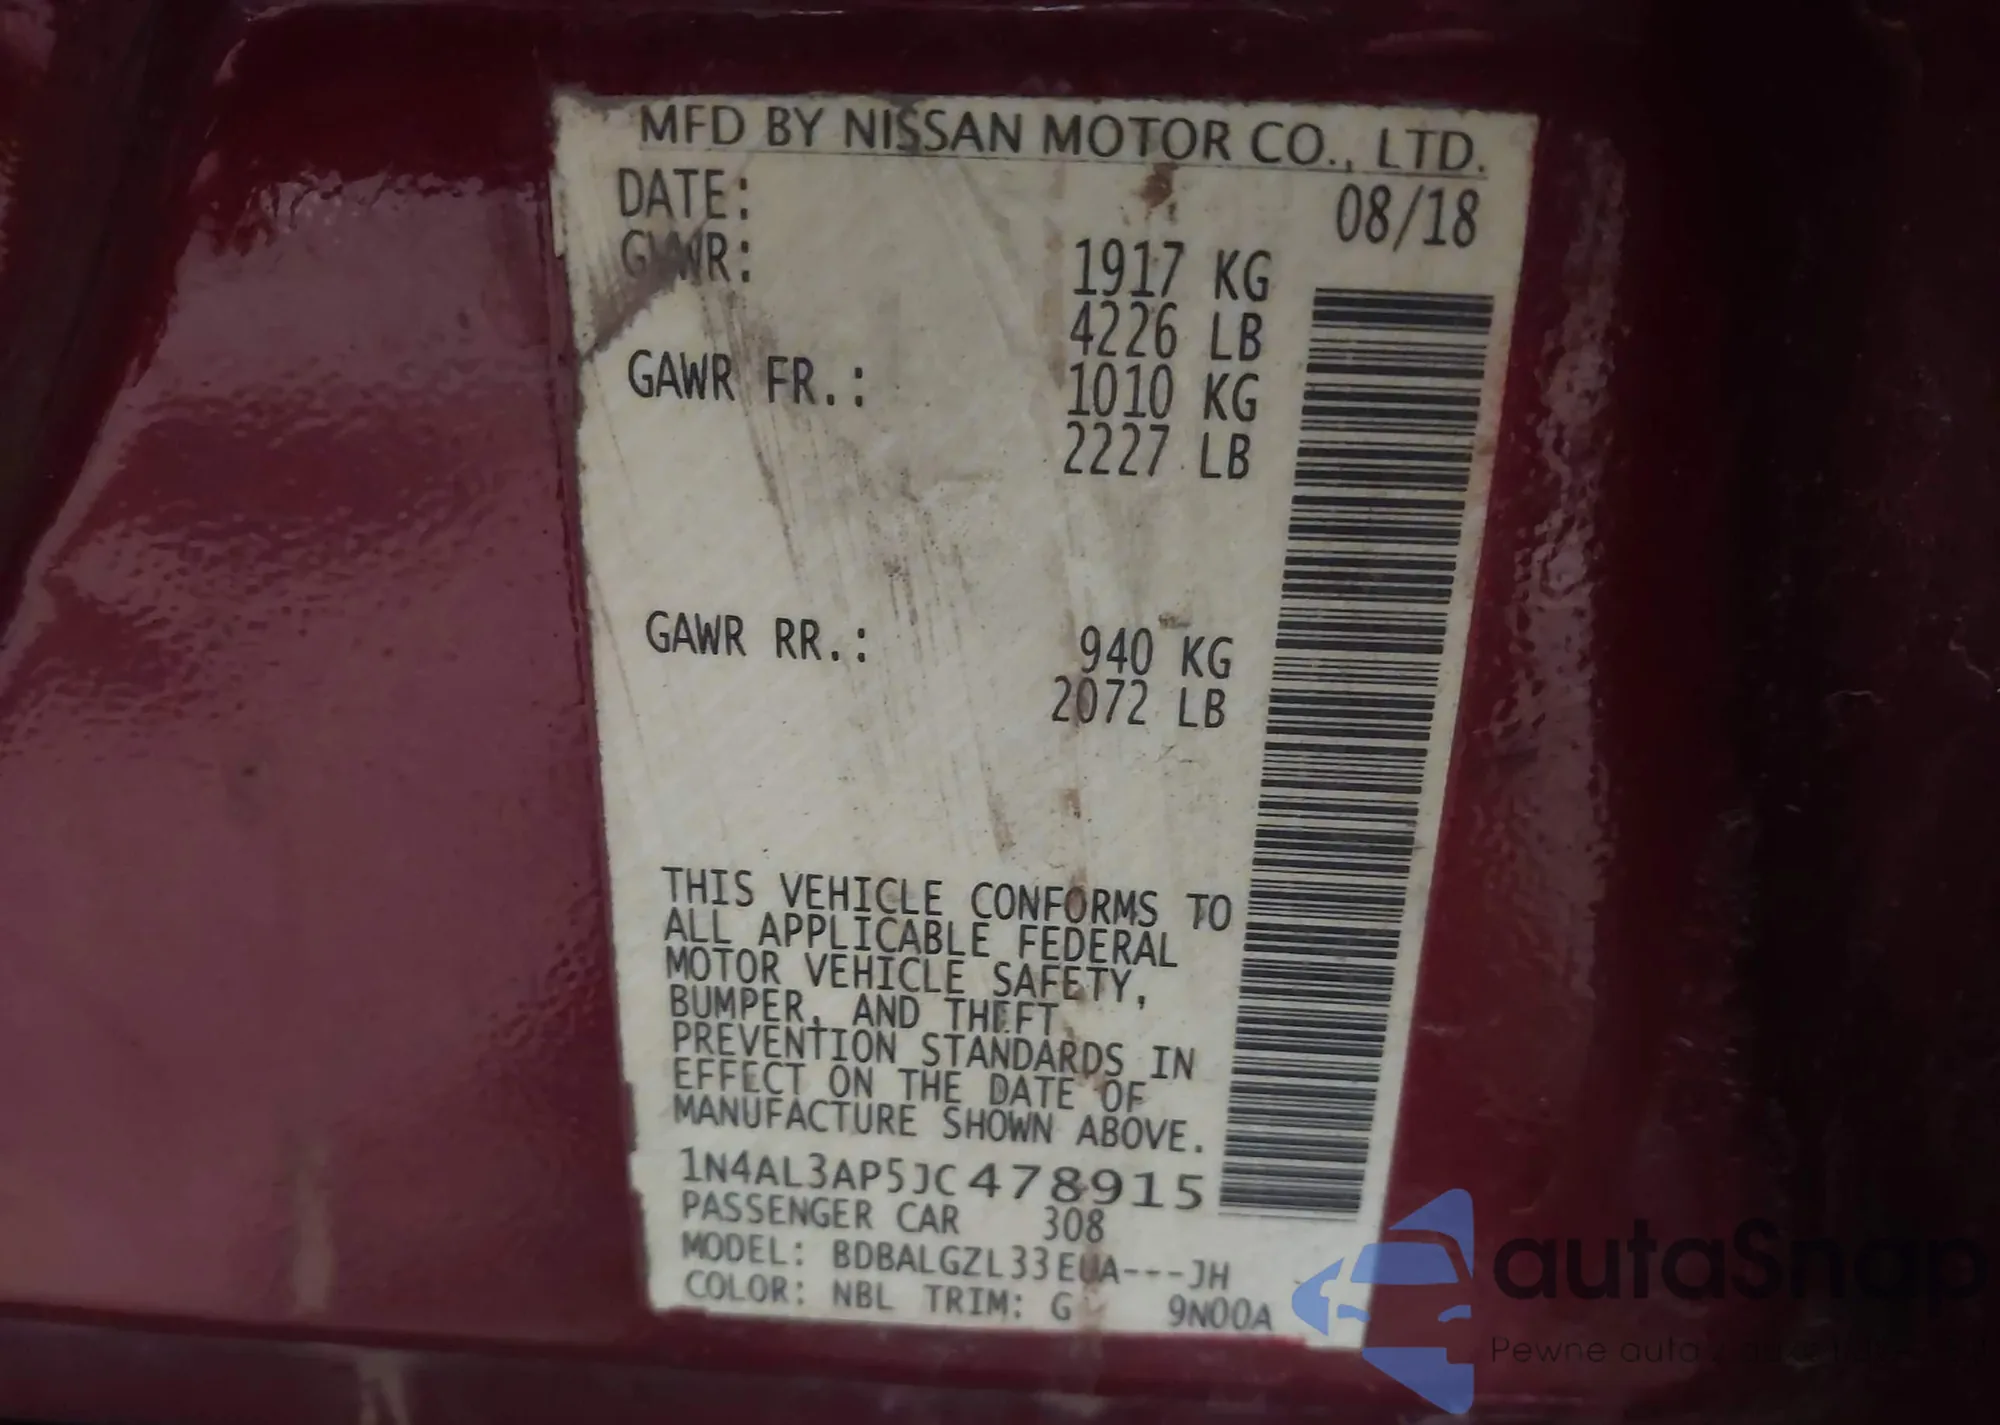 MFD BY NISSAN MOTOR CO., LTD.
DATE: 08/18
GVWR: 1917 KG
4226 LB
GAWR FR.: 1010 KG
2227 LB
GAWR RR.: 940 KG
2072 LB
THIS VEHICLE CONFORMS TO
ALL APPLICABLE FEDERAL
MOTOR VEHICLE SAFETY,
BUMPER, AND THEFT
PREVENTION STANDARDS IN
EFFECT ON THE DATE OF
MANUFACTURE SHOWN ABOVE.
1N4AL3AP5JC478915
PASSENGER CAR 308
MODEL: BDBALGZL33EUA---JH
COLOR: NBL TRIM: G 9N00A
autaSnap
Pewne auta